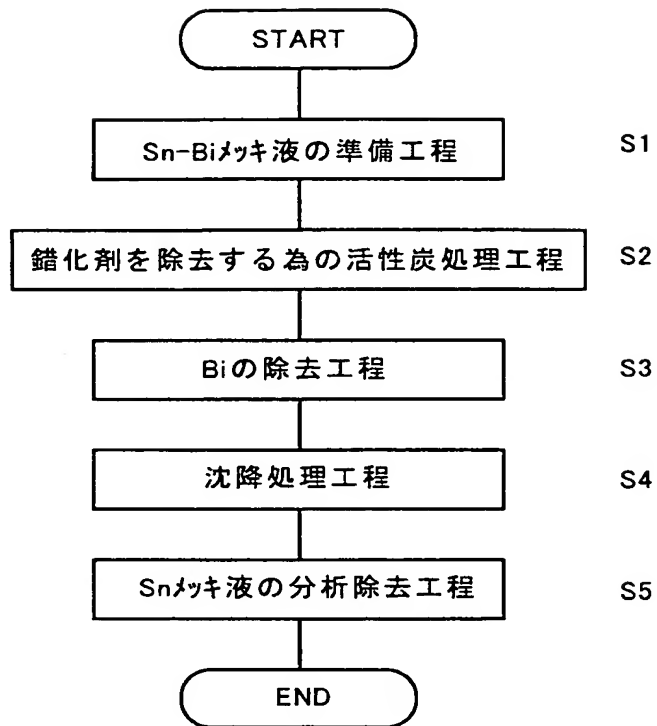 START
Sn-Biメッキ液の準備工程 S1
錯化剤を除去する為の活性炭処理工程 S2
Biの除去工程 S3
沈降処理工程 S4
Snメッキ液の分析除去工程 S5
END